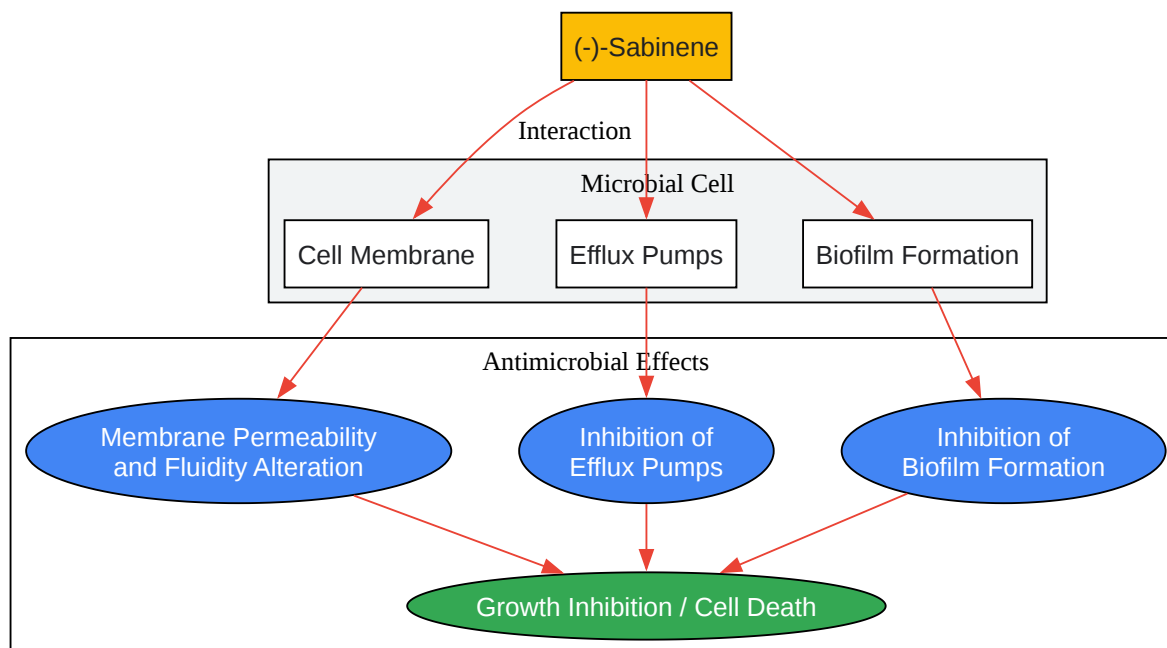 (-)-Sabinene
Interaction
Microbial Cell
Cell Membrane
Efflux Pumps
Biofilm Formation
Antimicrobial Effects
Membrane Permeability
and Fluidity Alteration
Inhibition of
Efflux Pumps
Inhibition of
Biofilm Formation
Growth Inhibition / Cell Death